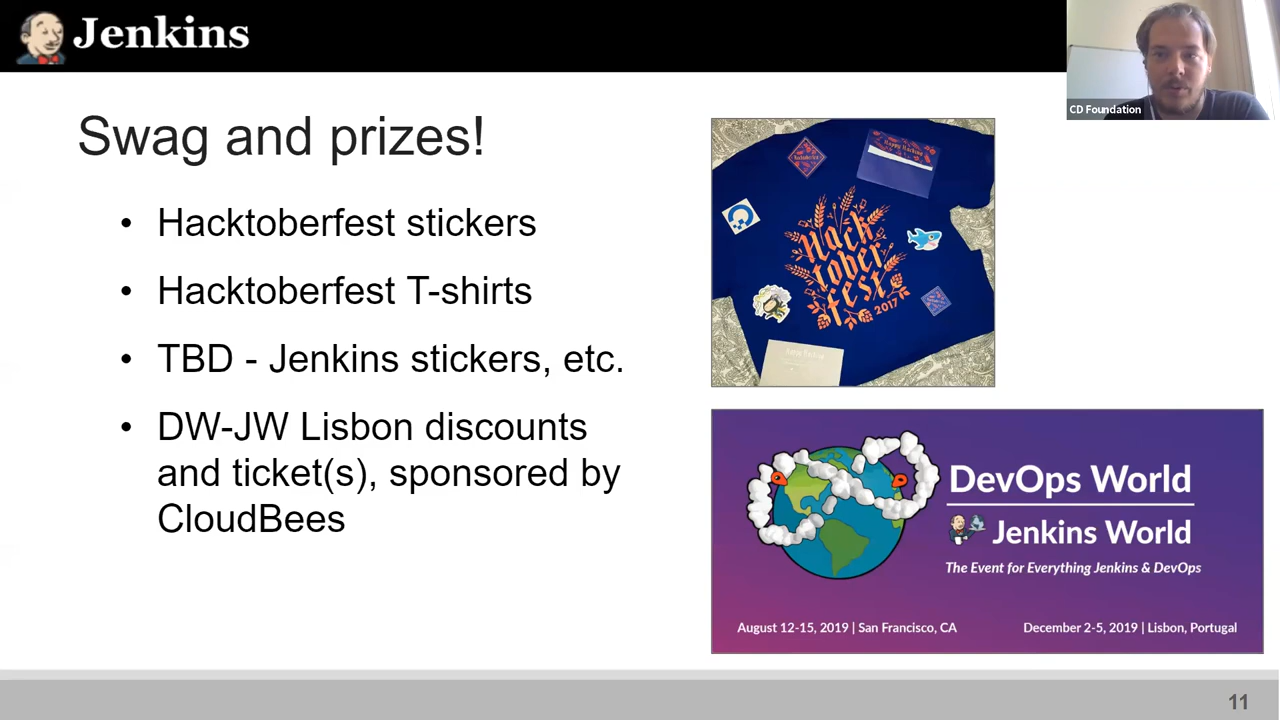 Jenkins
CD Foundation
Swag and prizes!
• Hacktoberfest stickers
• Hacktoberfest T-shirts
• TBD - Jenkins stickers, etc.
• DW-JW Lisbon discounts
and ticket(s), sponsored by
CloudBees
Happy Hacking
Hack
tober
fest
2017
DevOps World
Jenkins World
The Event for Everything Jenkins & DevOps
August 12-15, 2019 | San Francisco, CA
December 2-5, 2019 | Lisbon, Portugal
11